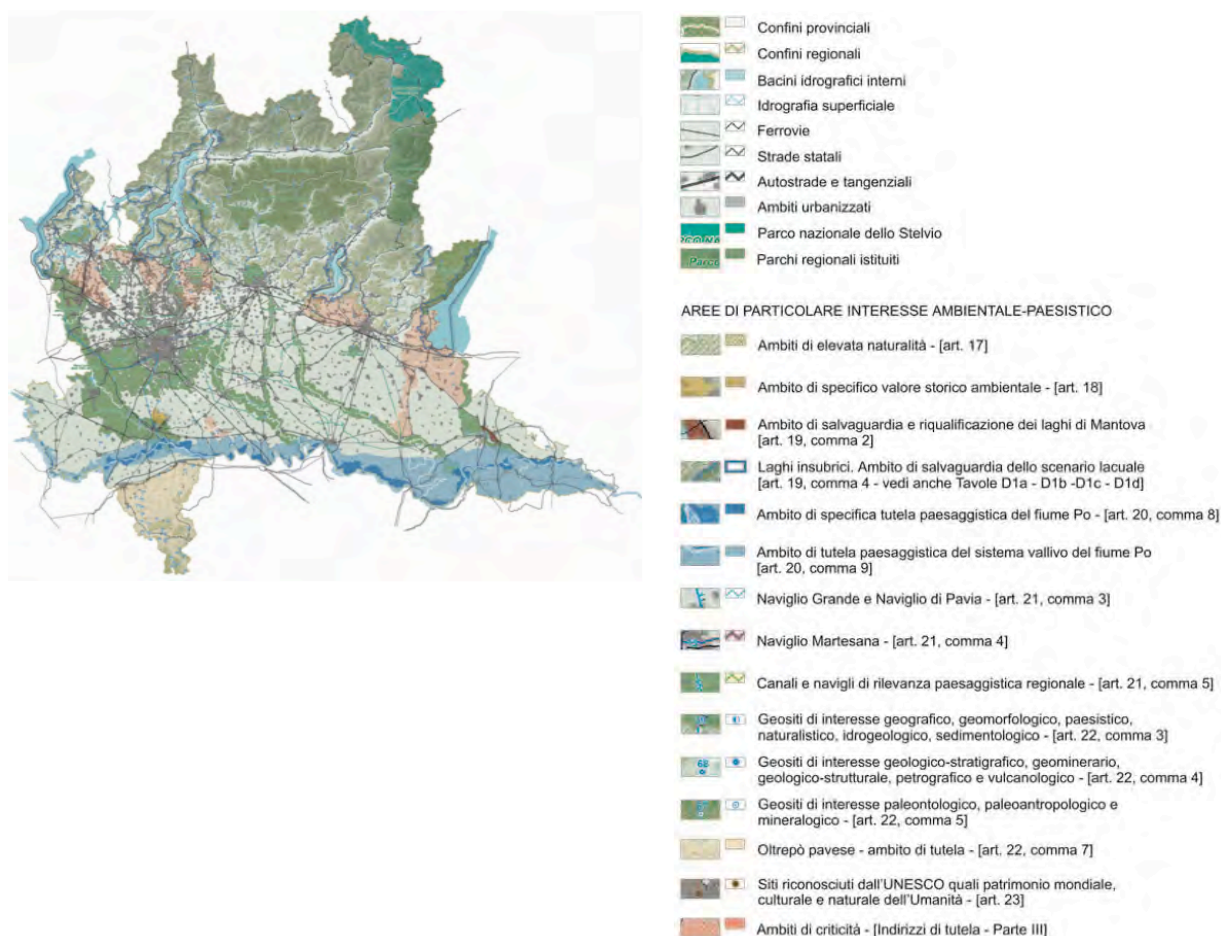 Confini provinciali
Confini regionali
Bacini idrografici interni
Idrografia superficiale
Ferrovie
Strade statali
Autostrade e tangenziali
Ambiti urbanizzati
Parco nazionale dello Stelvio
Parchi regionali istituiti
AREE DI PARTICOLARE INTERESSE AMBIENTALE-PAESISTICO
Ambiti di elevata naturalità - [art. 17]
Ambito di specifico valore storico ambientale - [art. 18]
Ambito di salvaguardia e riqualificazione dei laghi di Mantova
[art. 19, comma 2]
Laghi insubrici. Ambito di salvaguardia dello scenario lacuale
[art. 19, comma 4 - vedi anche Tavole D1a - D1b -D1c - D1d]
Ambito di specifica tutela paesaggistica del fiume Po - [art. 20, comma 8]
Ambito di tutela paesaggistica del sistema vallivo del fiume Po
[art. 20, comma 9]
Naviglio Grande e Naviglio di Pavia - [art. 21, comma 3]
Naviglio Martesana - [art. 21, comma 4]
Canali e navigli di rilevanza paesaggistica regionale - [art. 21, comma 5]
Geositi di interesse geografico, geomorfologico, paesistico,
naturalistico, idrogeologico, sedimentologico - [art. 22, comma 3]
Geositi di interesse geologico-stratigrafico, geominerario,
geologico-strutturale, petrografico e vulcanologico - [art. 22, comma 4]
Geositi di interesse paleontologico, paleoantropologico e
mineralogico - [art. 22, comma 5]
Oltrepò pavese - ambito di tutela - [art. 22, comma 7]
Siti riconosciuti dall'UNESCO quali patrimonio mondiale,
culturale e naturale dell'Umanità - [art. 23]
Ambiti di criticità - [Indirizzi di tutela - Parte III]